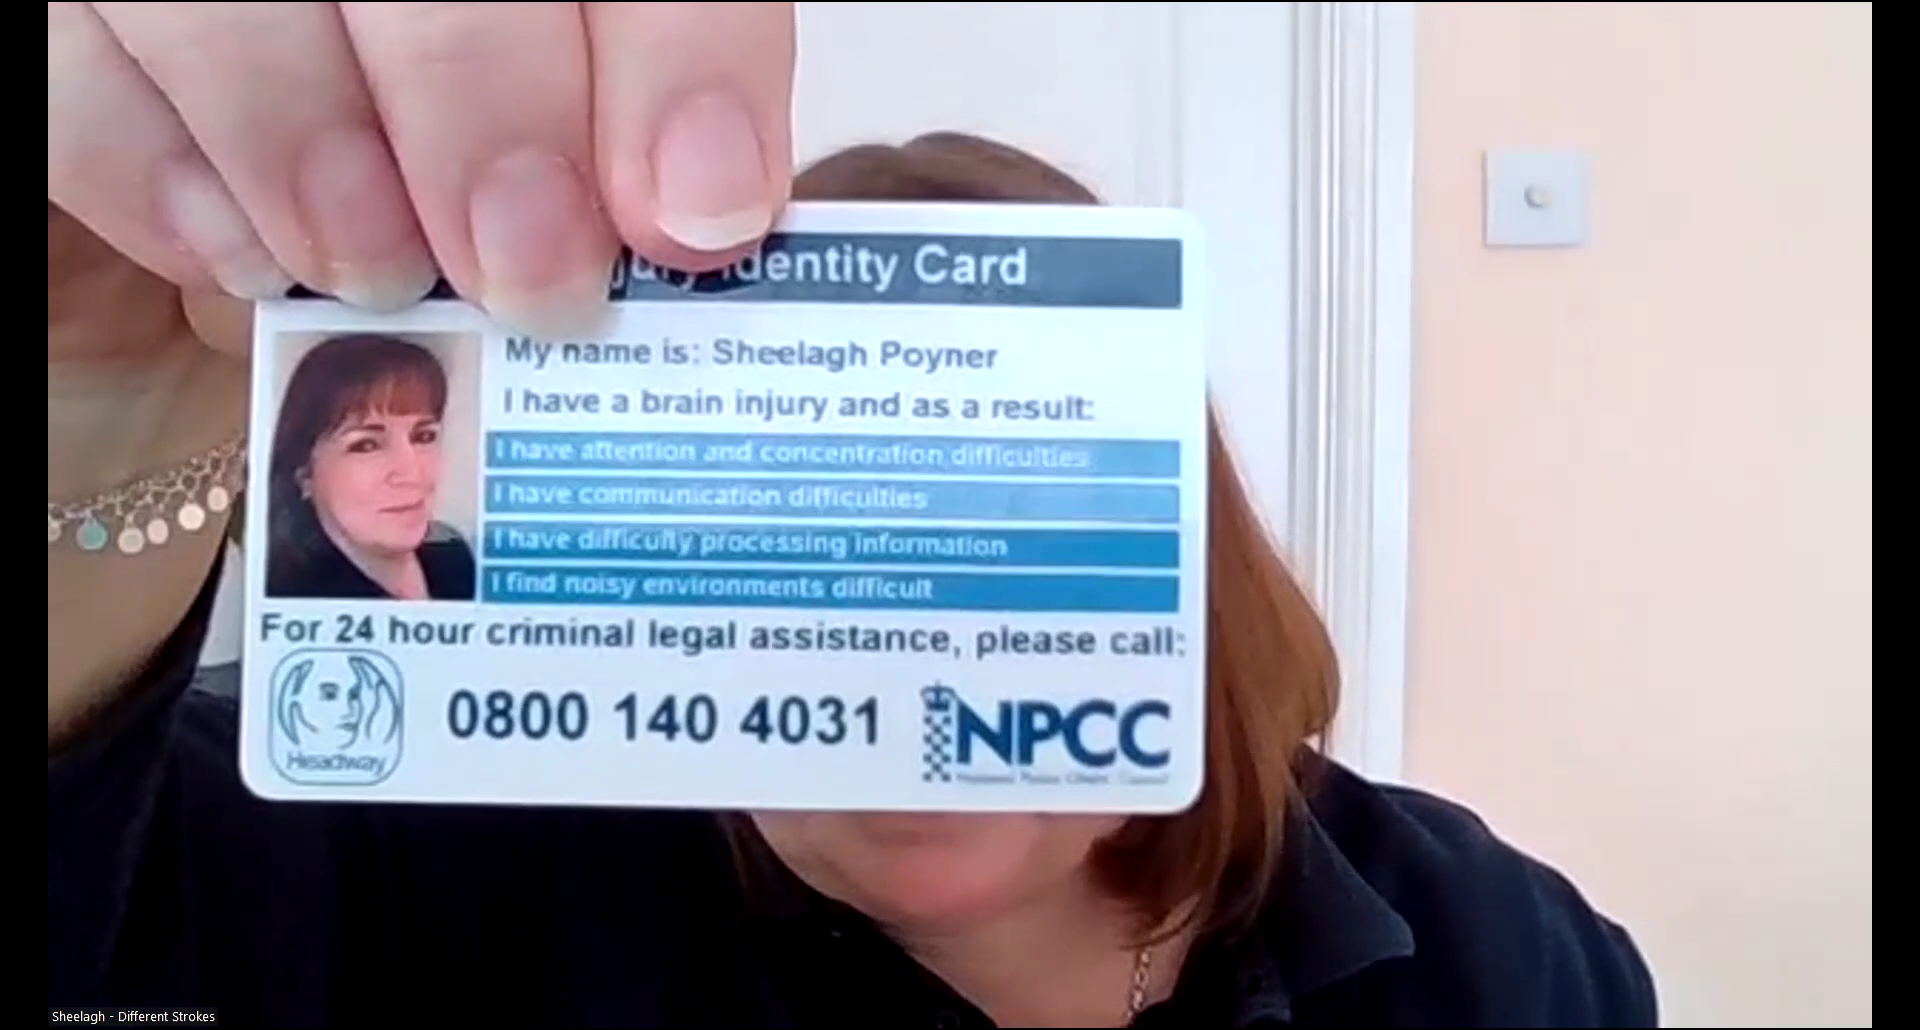 Identity Card
My name is: Sheelagh Poyner
I have a brain injury and as a result:
I have attention and concentration difficulties
I have communication difficulties
I have difficulty processing information
I find noisy environments difficult
For 24 hour criminal legal assistance, please call:
Headway
0800 140 4031
NPCC
Sheelagh - Different Strokes